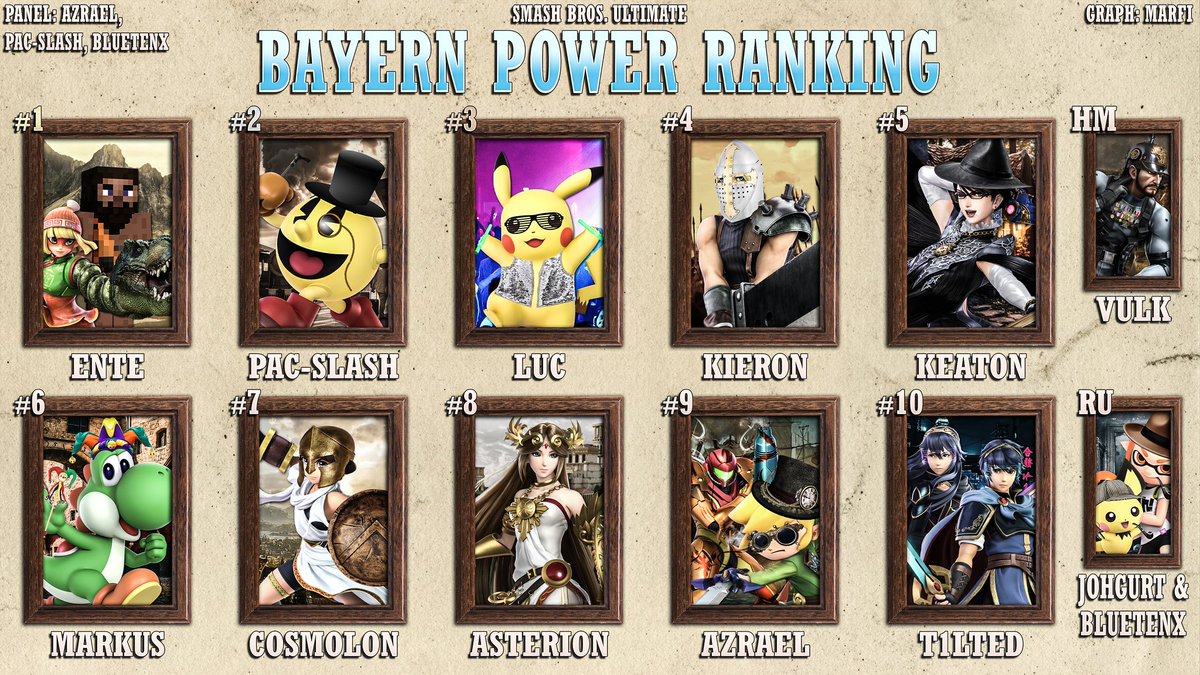 PANEL: AZRAEL,
PAC-SLASH, BLUETENX
SMASH BROS. ULTIMATE
GRAPH: MARFI
BAYERN POWER RANKING
#1
#2
#3
#4
#5
HM
ENTE
PAC-SLASH
LUC
KIERON
KEATON
VULK
#6
#7
#8
#9
#10
RU
MARKUS
COSMOLON
ASTERION
AZRAEL
T1LTED
JOHGURT &
BLUETENX